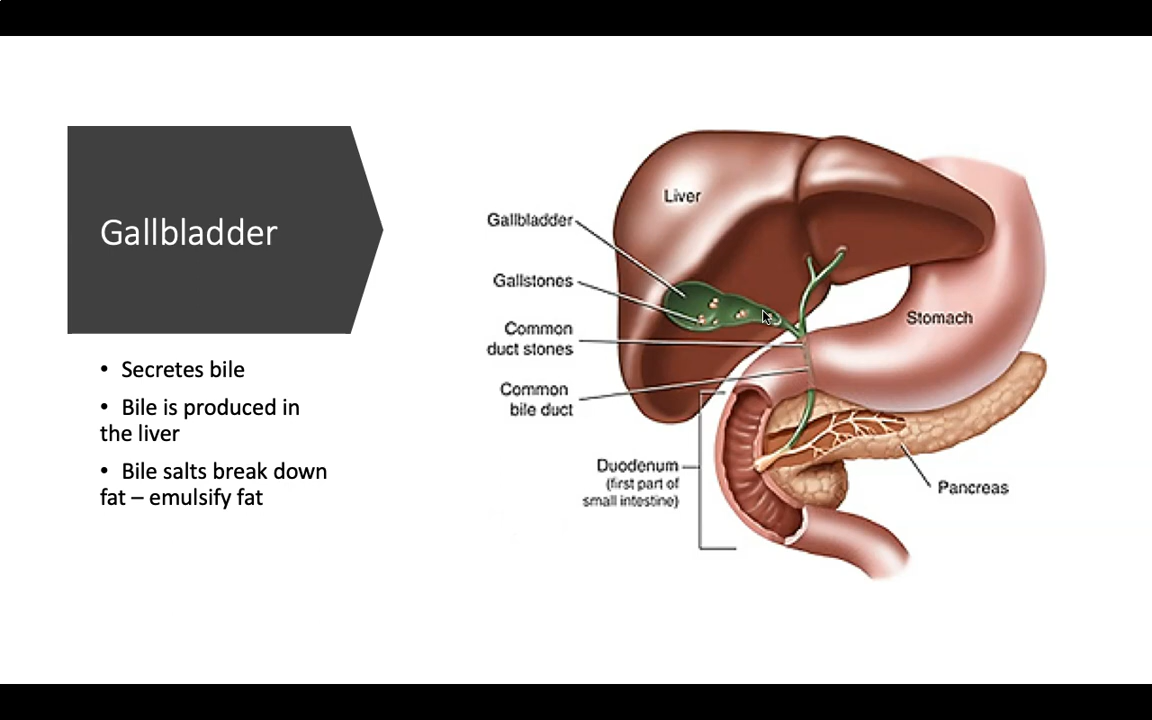 Gallbladder
• Secretes bile
• Bile is produced in
the liver
• Bile salts break down
fat – emulsify fat
Liver
Gallbladder
Gallstones
Common
duct stones
Common
bile duct
Stomach
Duodenum
(first part of
small intestine)
Pancreas